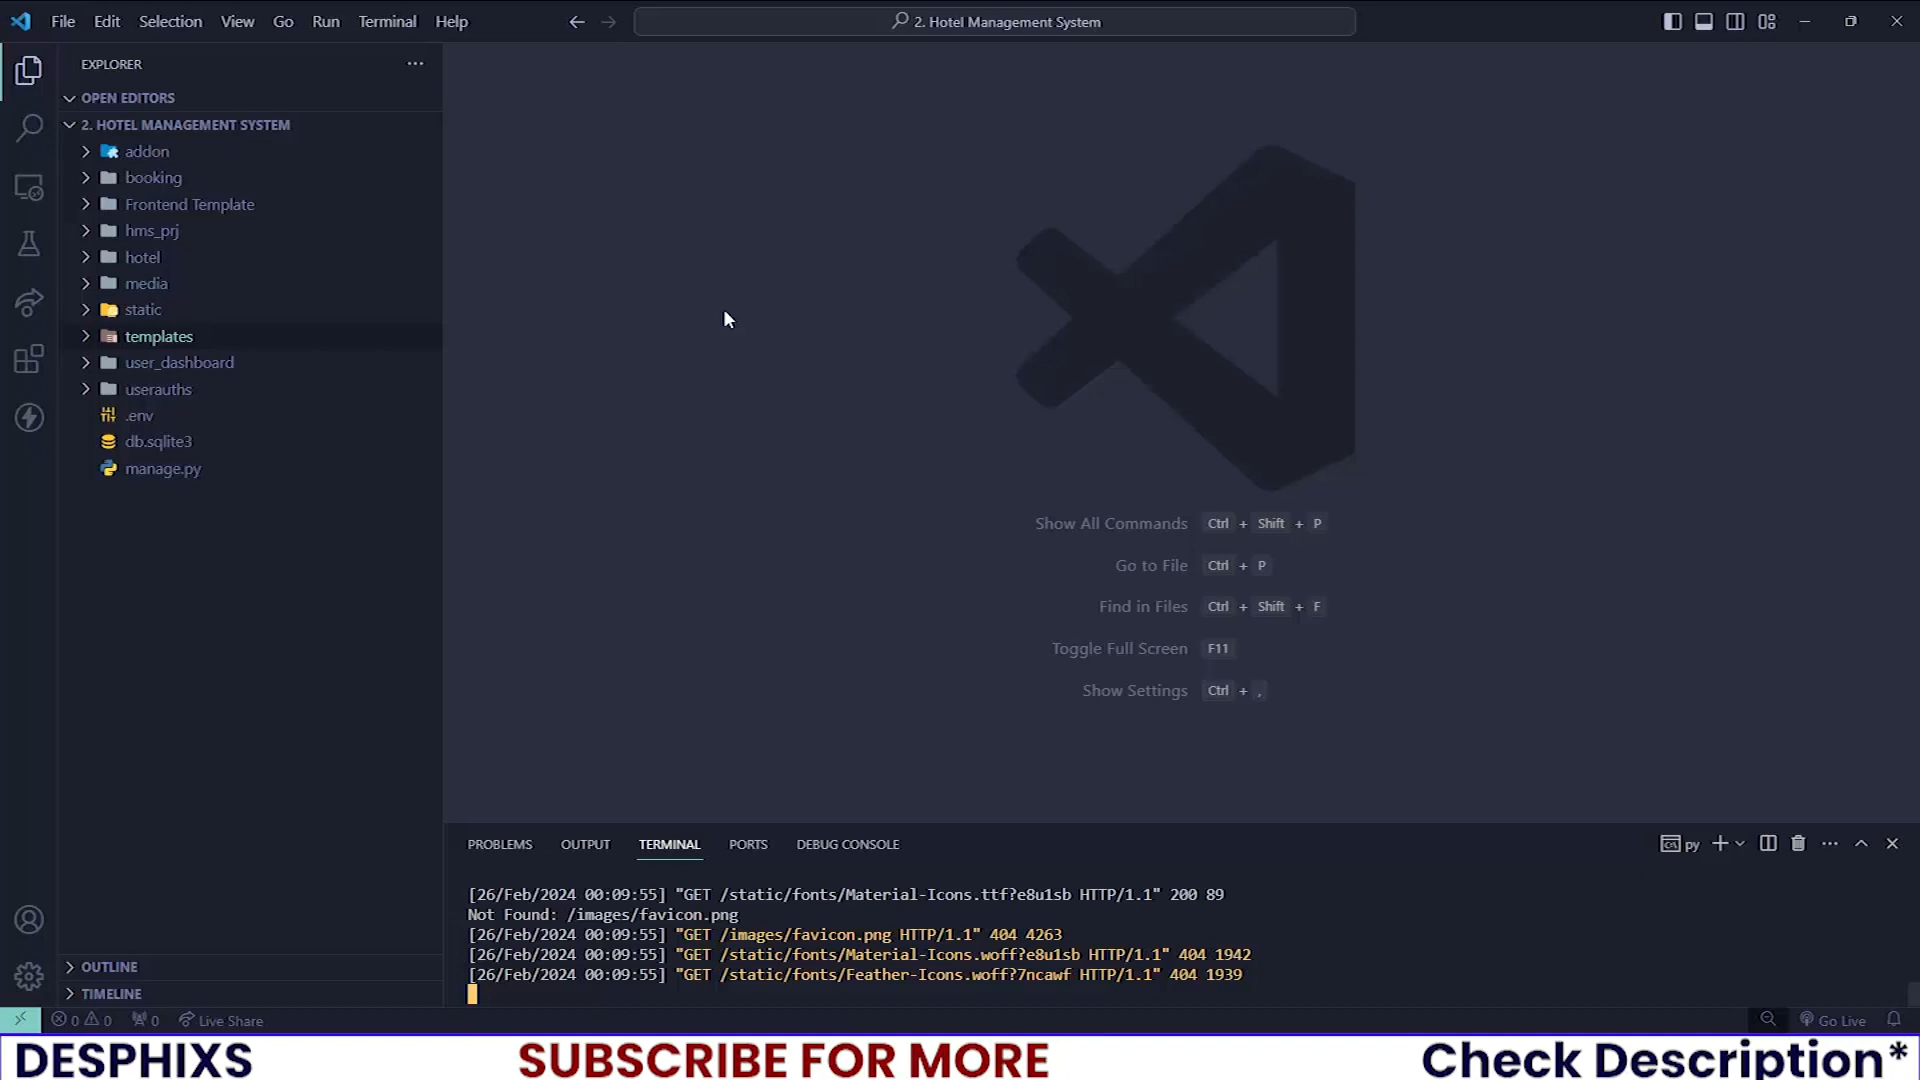 File Edit Selection View Go Run Terminal Help
2. Hotel Management System
EXPLORER
OPEN EDITORS
2. HOTEL MANAGEMENT SYSTEM
addon
booking
Frontend Template
hms_prj
hotel
media
static
templates
user_dashboard
userauths
.env
db.sqlite3
manage.py
OUTLINE
TIMELINE
Show All Commands Ctrl + Shift + P
Go to File Ctrl + P
Find in Files Ctrl + Shift + F
Toggle Full Screen F11
Show Settings Ctrl + ,
PROBLEMS OUTPUT TERMINAL PORTS DEBUG CONSOLE
py
[26/Feb/2024 00:09:55] "GET /static/fonts/Material-Icons.ttf?e8u1sb HTTP/1.1" 200 89
Not Found: /images/favicon.png
[26/Feb/2024 00:09:55] "GET /images/favicon.png HTTP/1.1" 404 4263
[26/Feb/2024 00:09:55] "GET /static/fonts/Material-Icons.woff?e8u1sb HTTP/1.1" 404 1942
[26/Feb/2024 00:09:55] "GET /static/fonts/Feather-Icons.woff?7ncawf HTTP/1.1" 404 1939
0 0 0 Live Share
Go Live
DESPHIXS SUBSCRIBE FOR MORE Check Description*